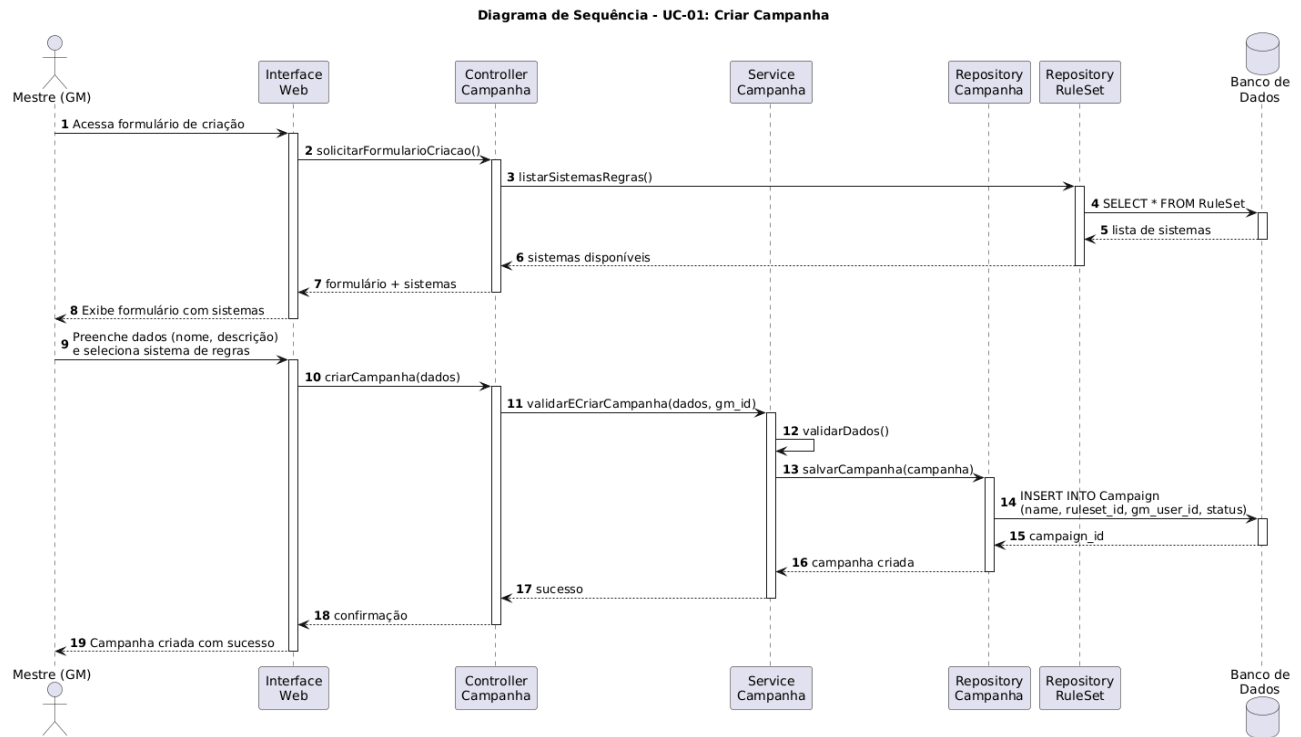 Diagrama de Sequência - UC-01: Criar Campanha
Mestre (GM)
Interface
Web
Controller
Campanha
Service
Campanha
Repository
Campanha
Repository
RuleSet
Banco de
Dados
1 Acessa formulário de criação
2 solicitarFormularioCriacao()
3 listarSistemasRegras()
4 SELECT * FROM RuleSet
5 lista de sistemas
6 sistemas disponíveis
7 formulário + sistemas
8 Exibe formulário com sistemas
9 Preenche dados (nome, descrição)
e seleciona sistema de regras
10 criarCampanha(dados)
11 validarECriarCampanha(dados, gm_id)
12 validarDados()
13 salvarCampanha(campanha)
14 INSERT INTO Campaign
(name, ruleset_id, gm_user_id, status)
15 campaign_id
16 campanha criada
17 sucesso
18 confirmação
19 Campanha criada com sucesso
Mestre (GM)
Interface
Web
Controller
Campanha
Service
Campanha
Repository
Campanha
Repository
RuleSet
Banco de
Dados